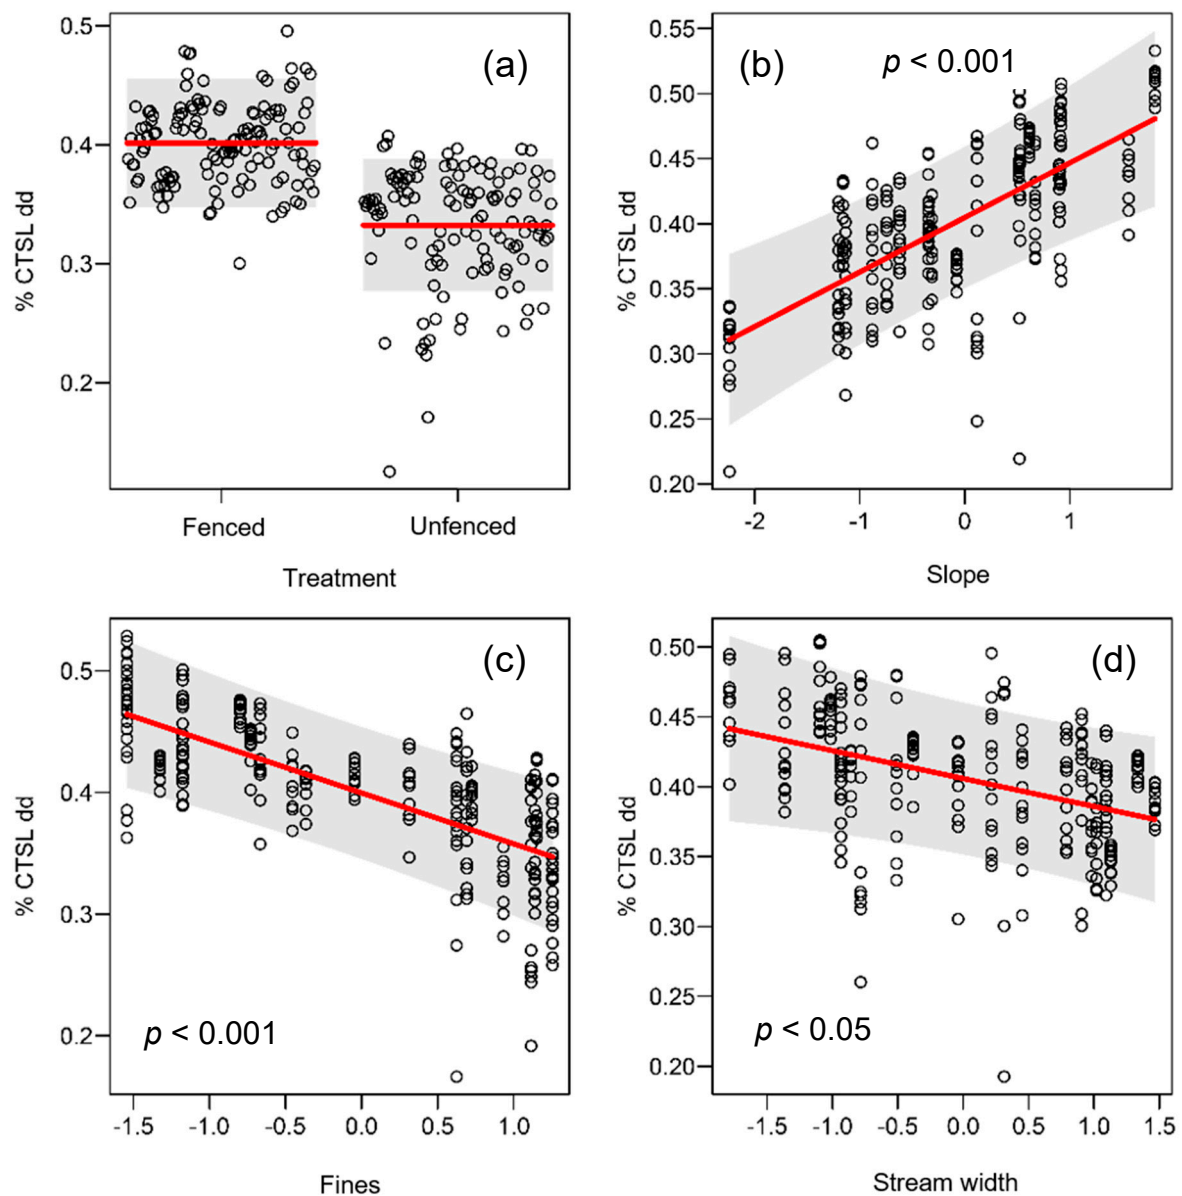 (a)
% CTSL dd
0.5
0.4
0.3
0.2
Fenced
Unfenced
Treatment
(b)
p < 0.001
% CTSL dd
0.55
0.50
0.45
0.40
0.35
0.30
0.25
0.20
-2 -1 0 1
Slope
(c)
% CTSL dd
0.5
0.4
0.3
0.2
p < 0.001
-1.5 -1.0 -0.5 0.0 0.5 1.0
Fines
(d)
% CTSL dd
0.50
0.45
0.40
0.35
0.30
0.25
0.20
p < 0.05
-1.5 -1.0 -0.5 0.0 0.5 1.0 1.5
Stream width